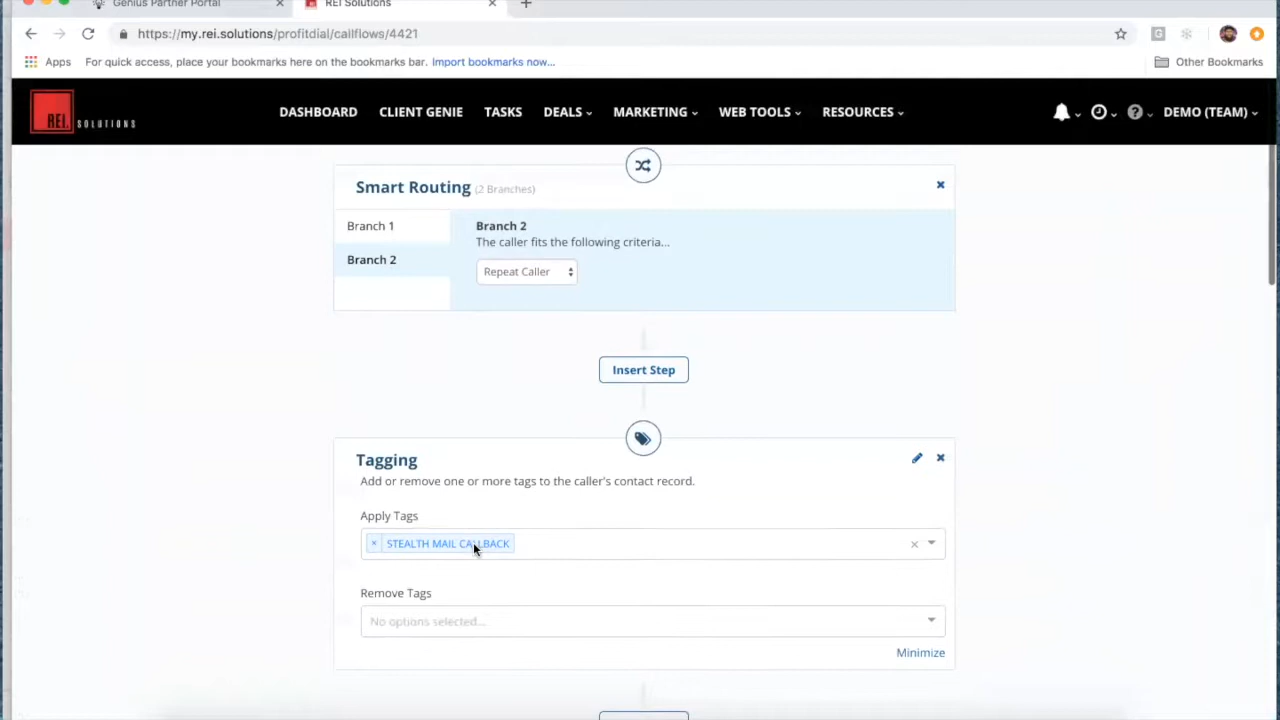 Genius Partner Portal
REI Solutions
https://my.rei.solutions/profitdial/callflows/4421
Apps
For quick access, place your bookmarks here on the bookmarks bar. Import bookmarks now...
Other Bookmarks
REI. SOLUTIONS
DASHBOARD
CLIENT GENIE
TASKS
DEALS
MARKETING
WEB TOOLS
RESOURCES
DEMO (TEAM)
Smart Routing (2 Branches)
Branch 1
Branch 2
Branch 2
The caller fits the following criteria...
Repeat Caller
Insert Step
Tagging
Add or remove one or more tags to the caller's contact record.
Apply Tags
× STEALTH MAIL CALLBACK
Remove Tags
No options selected...
Minimize